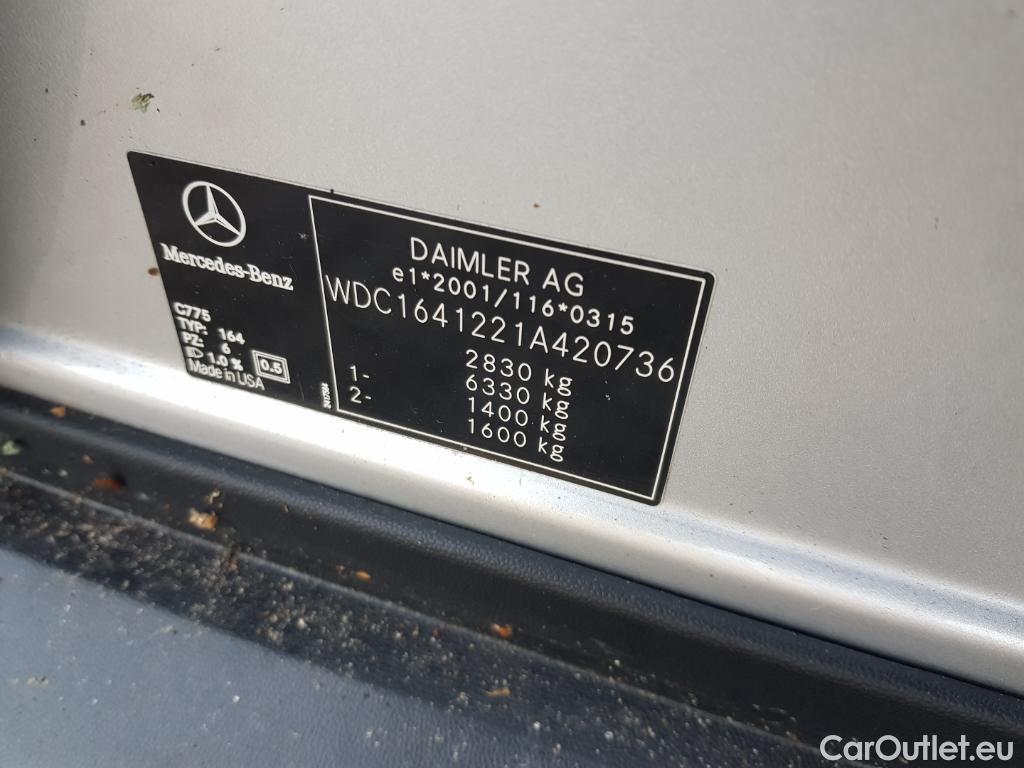 Mercedes-Benz
C775
TYP: 164
PZ: 6
1.0 % 0.5
Made in USA
DAIMLER AG
e1*2001/116*0315
WDC1641221A420736
2830 kg
6330 kg
1- 1400 kg
2- 1600 kg
CarOutlet.eu